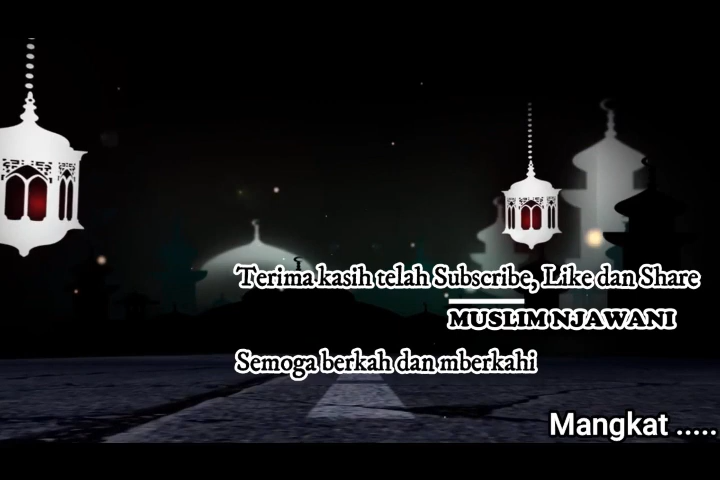 Terima kasih telah Subscribe, Like dan Share
MUSLIM NJAWANI
Semoga berkah dan mberkahi
Mangkat .....